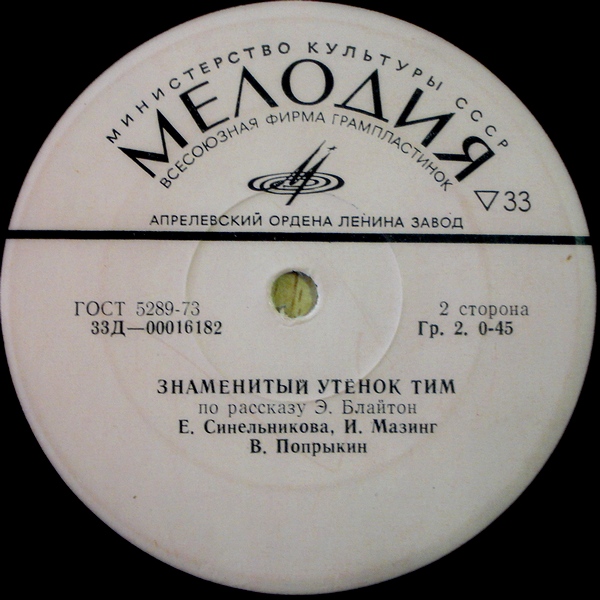 МИНИСТЕРСТВО КУЛЬТУРЫ СССР
МЕЛОДИЯ
ВСЕСОЮЗНАЯ ФИРМА ГРАМПЛАСТИНОК
▽33
АПРЕЛЕВСКИЙ ОРДЕНА ЛЕНИНА ЗАВОД
ГОСТ 5289-73
33Д—00016182
2 сторона
Гр. 2. 0-45
ЗНАМЕНИТЫЙ УТЁНОК ТИМ
по рассказу Э. Блайтон
Е. Синельникова, И. Мазинг
В. Попрыкин